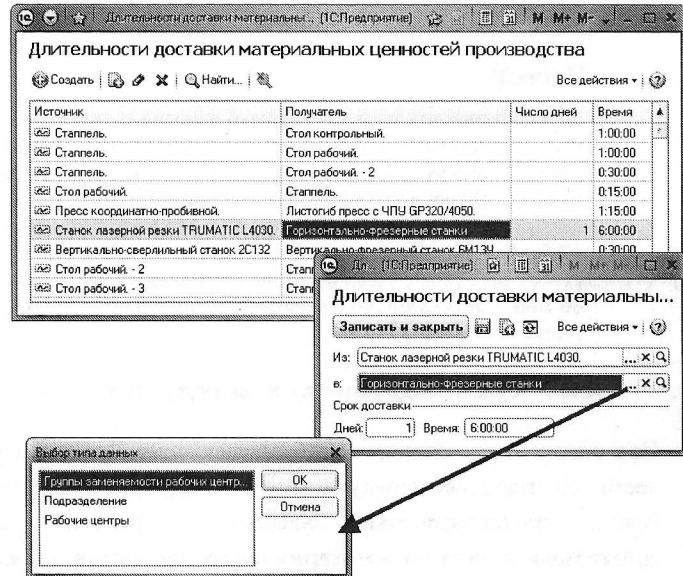 Длительности доставки материальны... (1С:Предприятие) M M+ M-
Длительности доставки материальных ценностей производства
Создать Найти... Все действия
Источник Получатель Число дней Время
Стаппель. Стол контрольный. 1:00:00
Стаппель. Стол рабочий. 1:00:00
Стаппель. Стол рабочий. - 2 0:30:00
Стол рабочий. Стаппель. 0:15:00
Пресс координатно-пробивной. Листогиб пресс с ЧПУ GP320/4050. 1:15:00
Станок лазерной резки TRUMATIC L4030. Горизонтально-фрезерные станки 1 6:00:00
Вертикально-сверлильный станок 2С132 Вертикально-фрезерный станок 6М13Ч 0:30:00
Стол рабочий. - 2
Стол рабочий. - 3
Дл... (1С:Предприятие) M M+ M-
Длительности доставки материальны...
Записать и закрыть Все действия
Из: Станок лазерной резки TRUMATIC L4030. ...
в: Горизонтально-фрезерные станки ...
Срок доставки
Дней: 1 Время: 6:00:00
Выбор типа данных
Группы заменяемости рабочих центр... OK
Подразделение Отмена
Рабочие центры